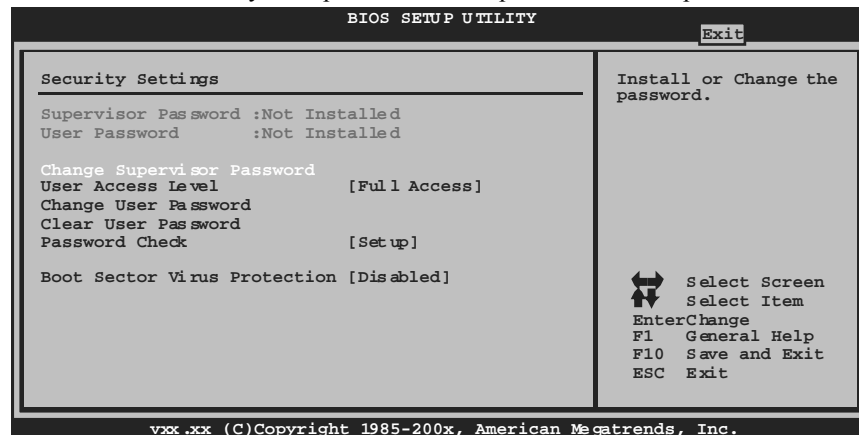 BIOS SETUP UTILITY
Exit
Security Settings
Supervisor Password :Not Installed
User Password :Not Installed
Change Supervisor Password
User Access Level [Full Access]
Change User Password
Clear User Password
Password Check [Setup]
Boot Sector Virus Protection [Disabled]
Install or Change the
password.
Select Screen
Select Item
EnterChange
F1 General Help
F10 Save and Exit
ESC Exit
vxx.xx (C)Copyright 1985-200x, American Megatrends, Inc.